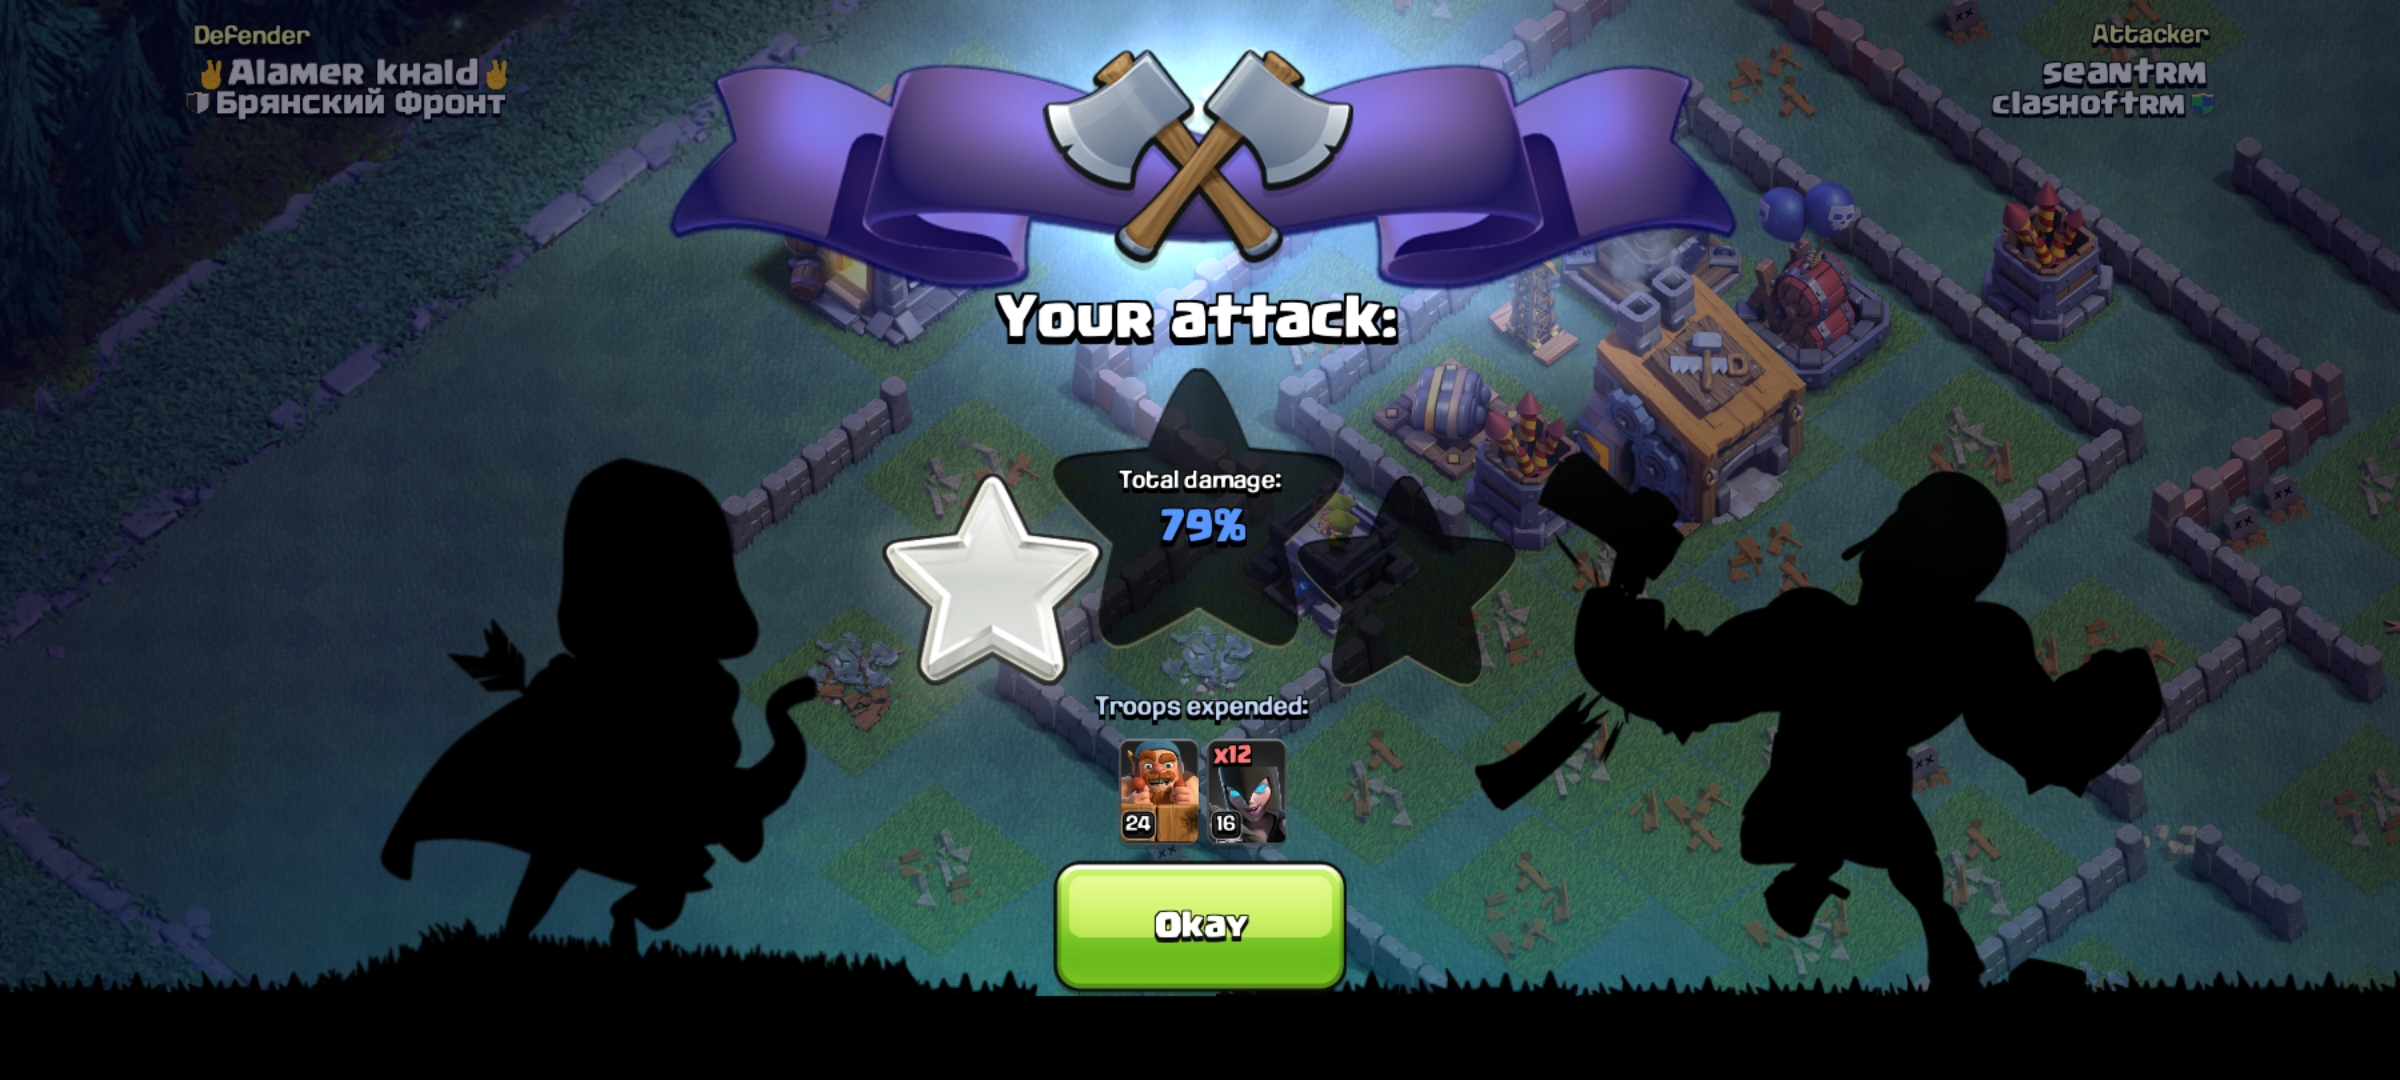 Defender
✌Alamer khald✌
Брянский Фронт
Attacker
seantrm
clashoftrm
Your attack:
Total damage:
79%
Troops expended:
24
x12
16
Okay